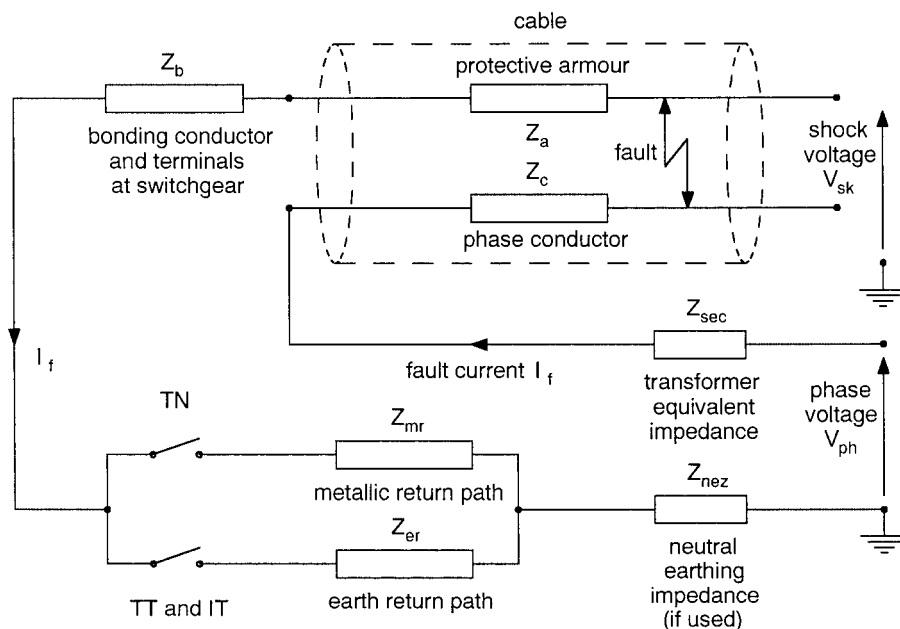 cable
Z_b
protective armour
bonding conductor
and terminals
at switchgear
Z_a
fault
Z_c
phase conductor
shock
voltage
V_sk
Z_sec
I_f
fault current I_f
transformer
equivalent
impedance
phase
voltage
V_ph
TN
Z_mr
metallic return path
Z_nez
Z_er
neutral
earthing
impedance
(if used)
TT and IT
earth return path